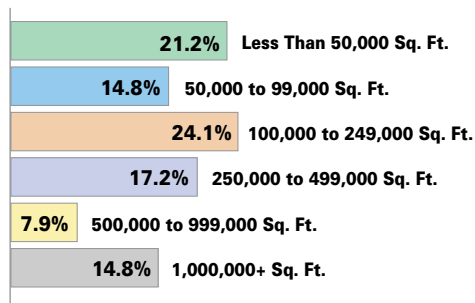 21.2% Less Than 50,000 Sq. Ft.
14.8% 50,000 to 99,000 Sq. Ft.
24.1% 100,000 to 249,000 Sq. Ft.
17.2% 250,000 to 499,000 Sq. Ft.
7.9% 500,000 to 999,000 Sq. Ft.
14.8% 1,000,000+ Sq. Ft.